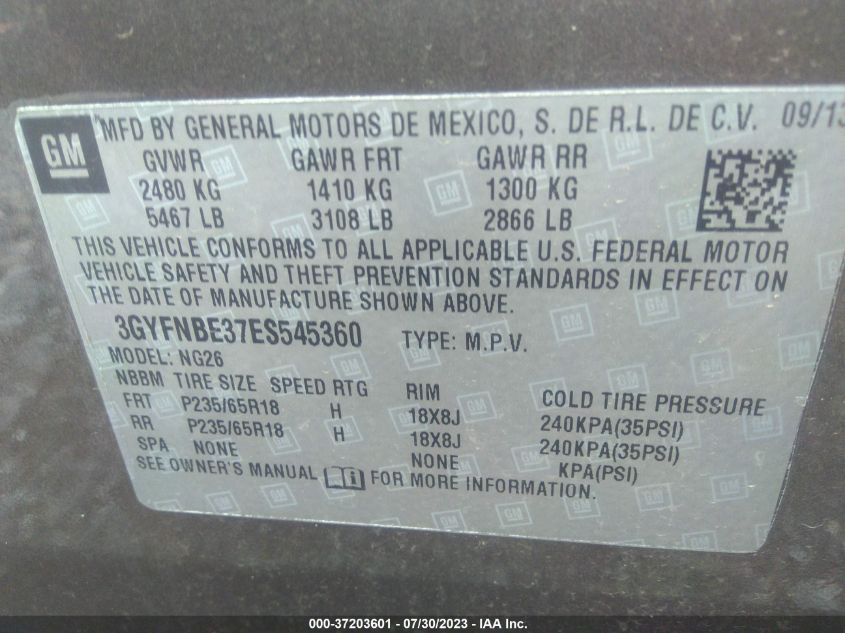 GM MFD BY GENERAL MOTORS DE MEXICO, S. DE R.L. DE C.V. 09/13
GVWR GAWR FRT GAWR RR
2480 KG 1410 KG 1300 KG
5467 LB 3108 LB 2866 LB
THIS VEHICLE CONFORMS TO ALL APPLICABLE U.S. FEDERAL MOTOR
VEHICLE SAFETY AND THEFT PREVENTION STANDARDS IN EFFECT ON
THE DATE OF MANUFACTURE SHOWN ABOVE.
3GYFNBE37ES545360 TYPE: M.P.V.
MODEL: NG26
NBBM TIRE SIZE SPEED RTG RIM COLD TIRE PRESSURE
FRT P235/65R18 H 18X8J 240KPA(35PSI)
RR P235/65R18 H 18X8J 240KPA(35PSI)
SPA NONE NONE KPA(PSI)
SEE OWNER'S MANUAL FOR MORE INFORMATION.
000-37203601 - 07/30/2023 - IAA Inc.